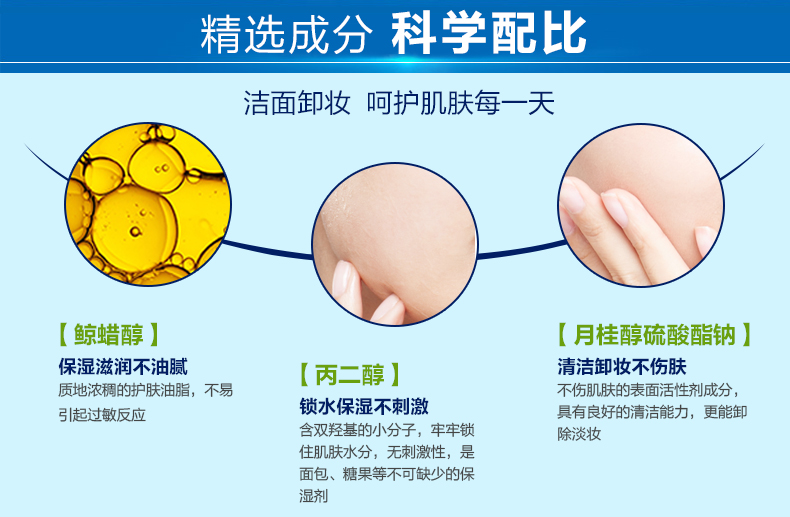 精选成分 科学配比
洁面卸妆 呵护肌肤每一天
【 鲸蜡醇 】
保湿滋润不油腻
质地浓稠的护肤油脂，不易
引起过敏反应
【 丙二醇 】
锁水保湿不刺激
含双羟基的小分子，牢牢锁
住肌肤水分，无刺激性，是
面包、糖果等不可缺少的保
湿剂
【 月桂醇硫酸酯钠 】
清洁卸妆不伤肤
不伤肌肤的表面活性剂成分，
具有良好的清洁能力，更能卸
除淡妆